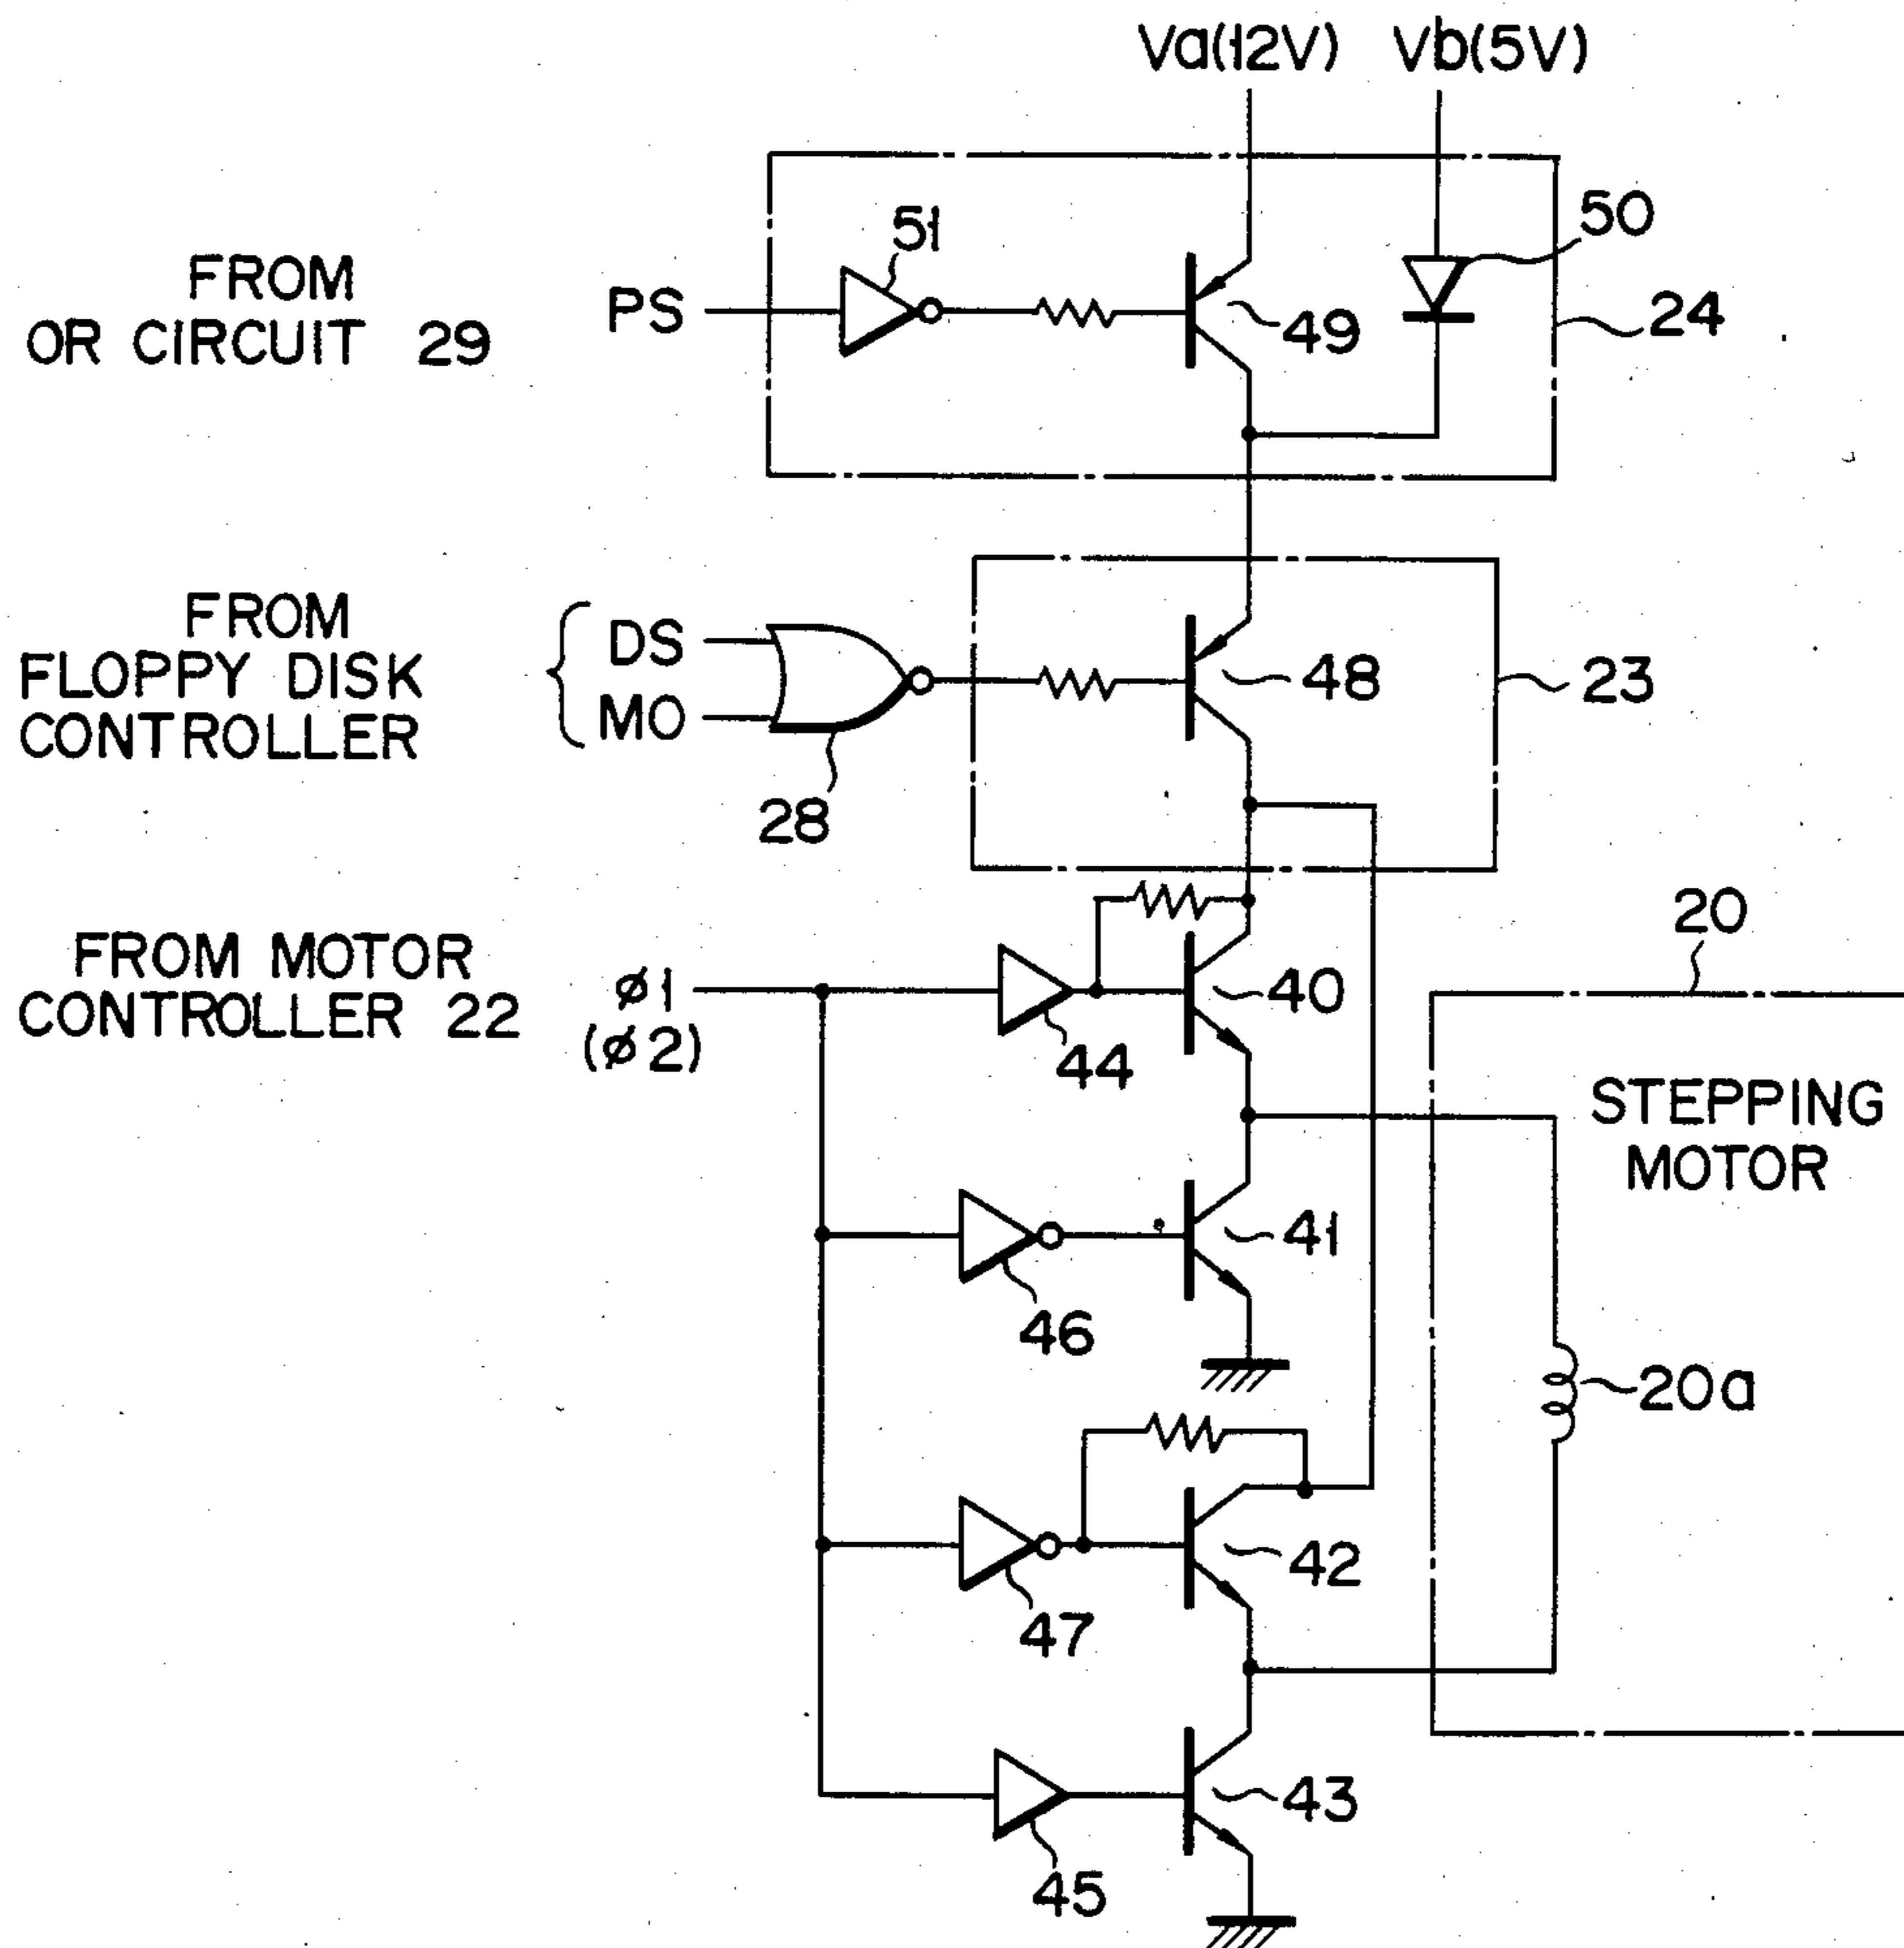 Va(12V) Vb(5V)
51
50
FROM
OR CIRCUIT 29
PS
49
24
FROM
FLOPPY DISK
CONTROLLER
DS
MO
48
23
28
20
FROM MOTOR
CONTROLLER 22
ø1
(ø2)
40
44
STEPPING
MOTOR
41
46
20a
42
47
43
45